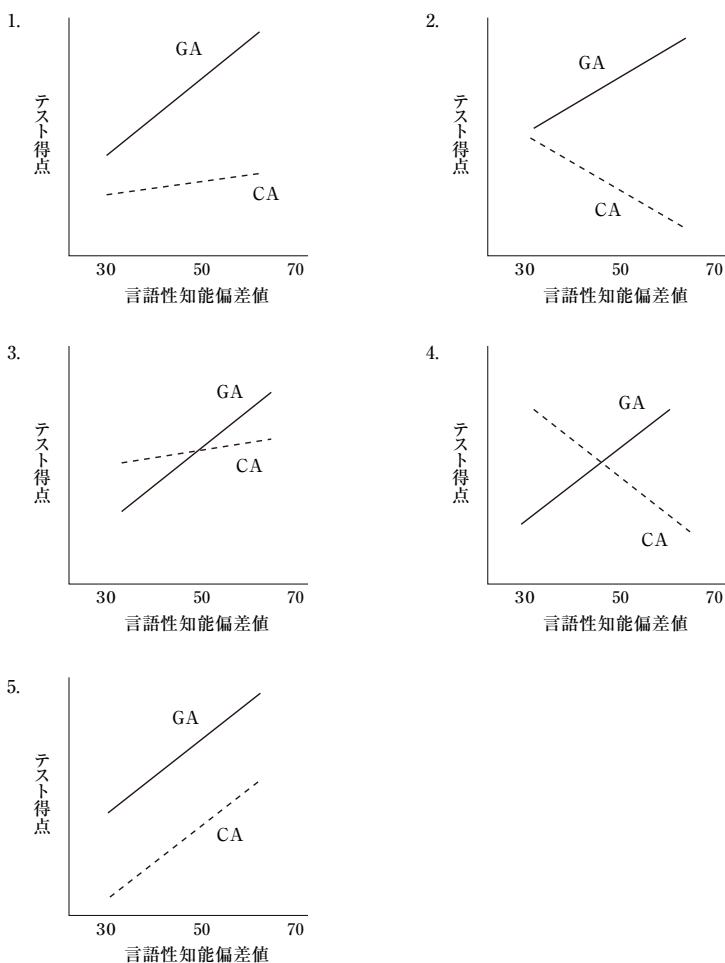 1.
GA
テスト得点
CA
30 50 70
言語性知能偏差値
2.
GA
テスト得点
CA
30 50 70
言語性知能偏差値
3.
GA
テスト得点
CA
30 50 70
言語性知能偏差値
4.
GA
テスト得点
CA
30 50 70
言語性知能偏差値
5.
GA
テスト得点
CA
30 50 70
言語性知能偏差値